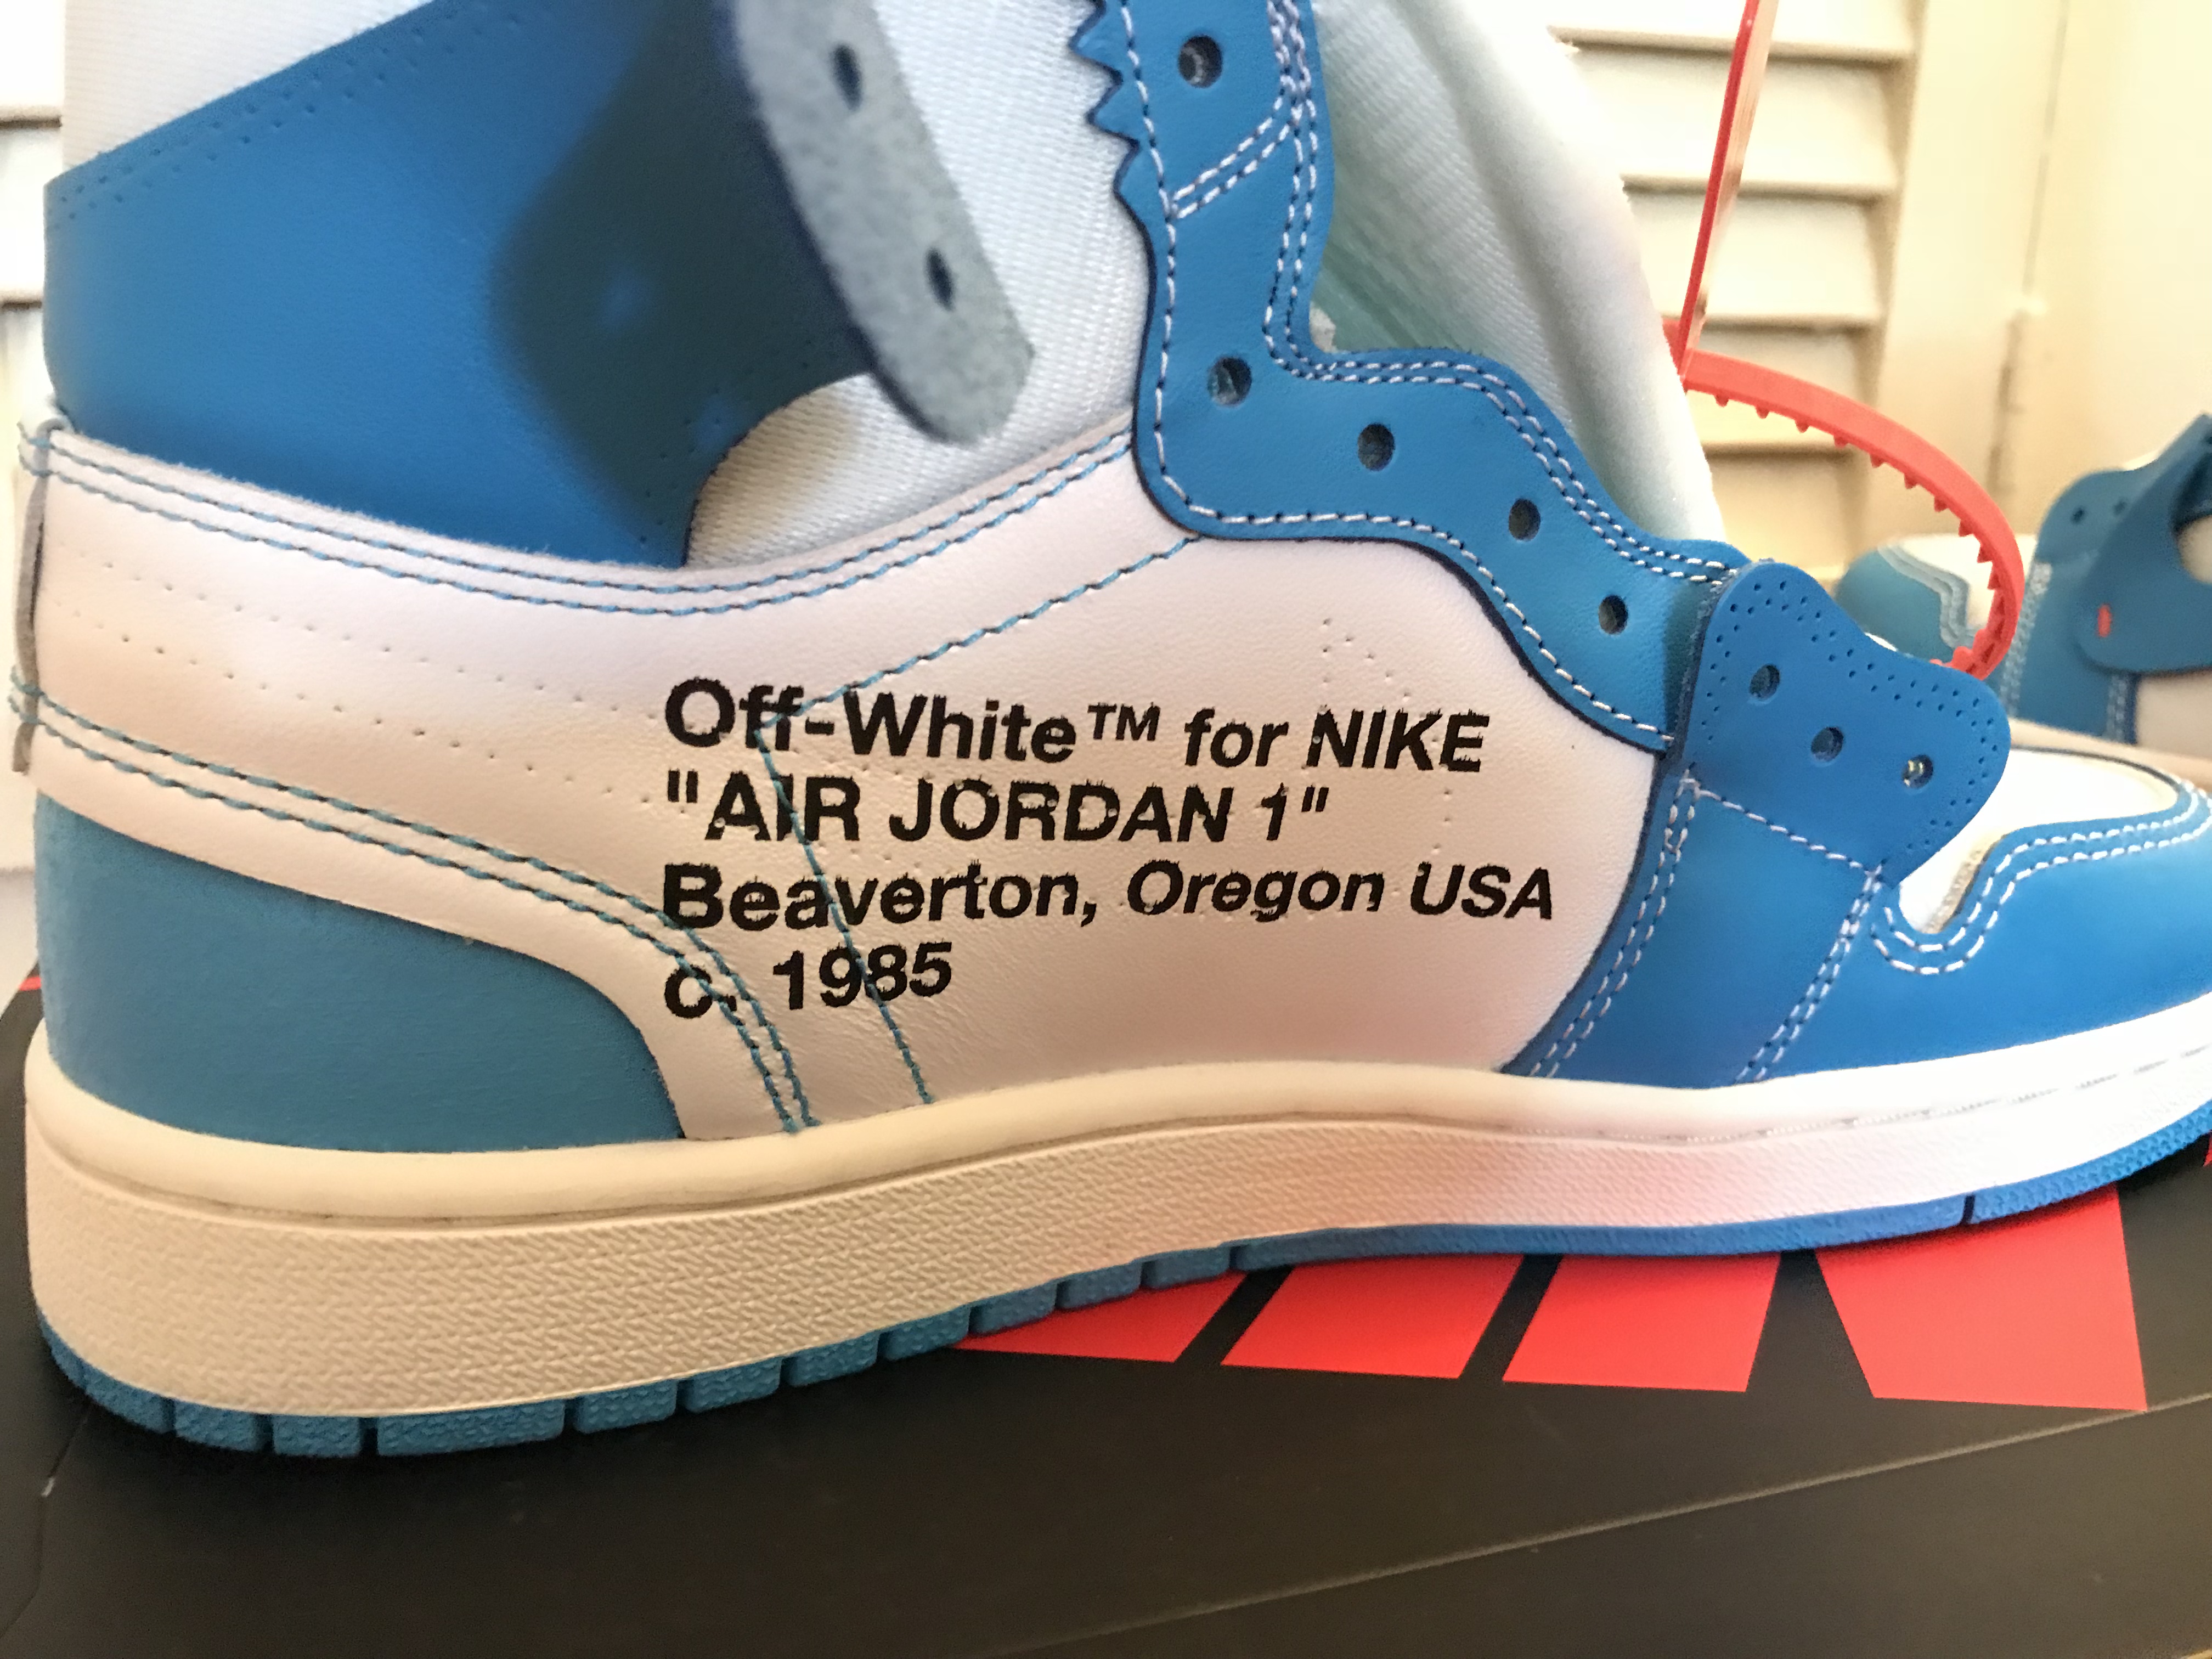 Off-White™ for NIKE
"AIR JORDAN 1"
Beaverton, Oregon USA
c. 1985